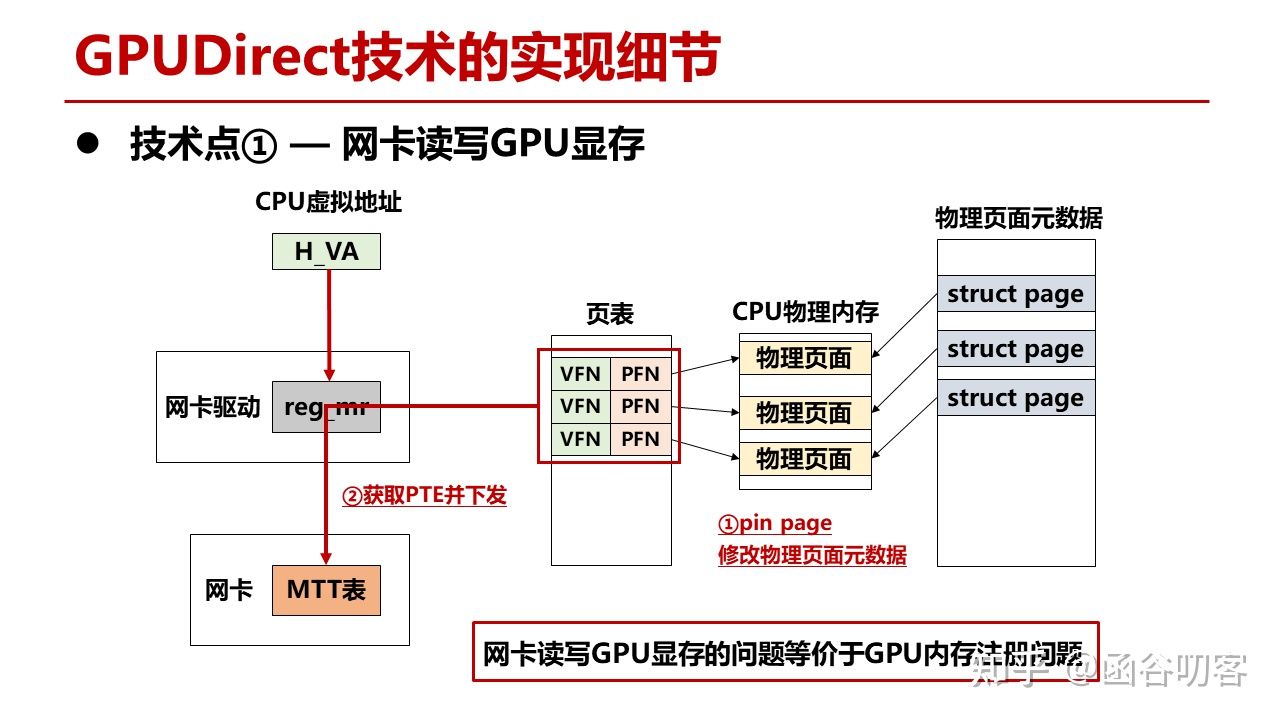 GPUDirect技术的实现细节
● 技术点① — 网卡读写GPU显存
CPU虚拟地址
H_VA
网卡驱动
reg_mr
②获取PTE并下发
网卡
MTT表
页表
VFN PFN
VFN PFN
VFN PFN
CPU物理内存
物理页面
物理页面
物理页面
①pin page
修改物理页面元数据
物理页面元数据
struct page
struct page
struct page
网卡读写GPU显存的问题等价于GPU内存注册问题
知乎 @函谷叨客